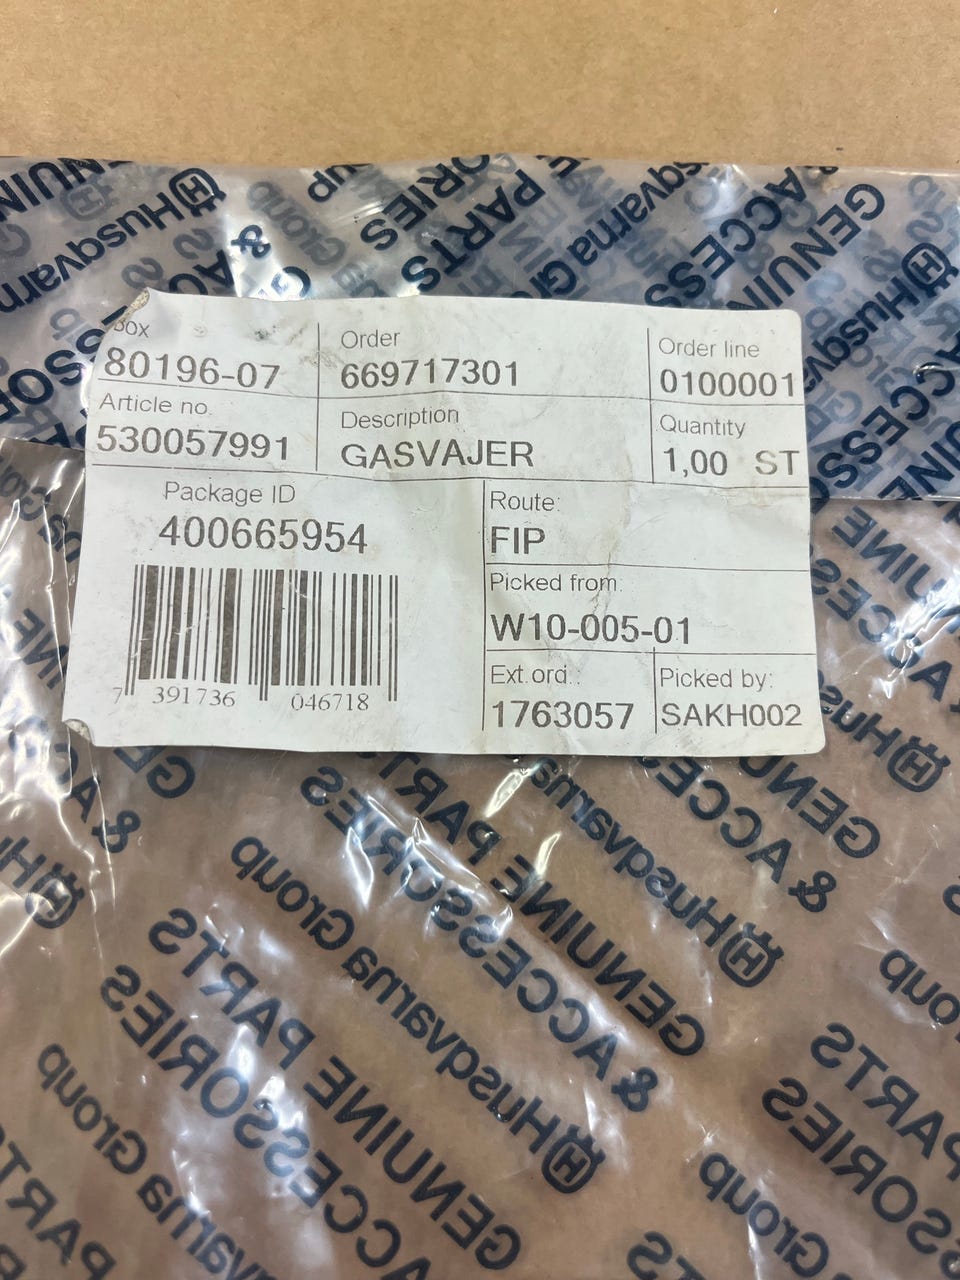 Box
80196-07
Order
669717301
Order line
0100001
Article no.
530057991
Description
GASVAJER
Quantity
1,00 ST
Package ID
400665954
7 391736 046718
Route:
FIP
Picked from:
W10-005-01
Ext.ord.:
1763057
Picked by:
SAKH002
Husqvarna Group
GENUINE PARTS
& ACCESSORIES